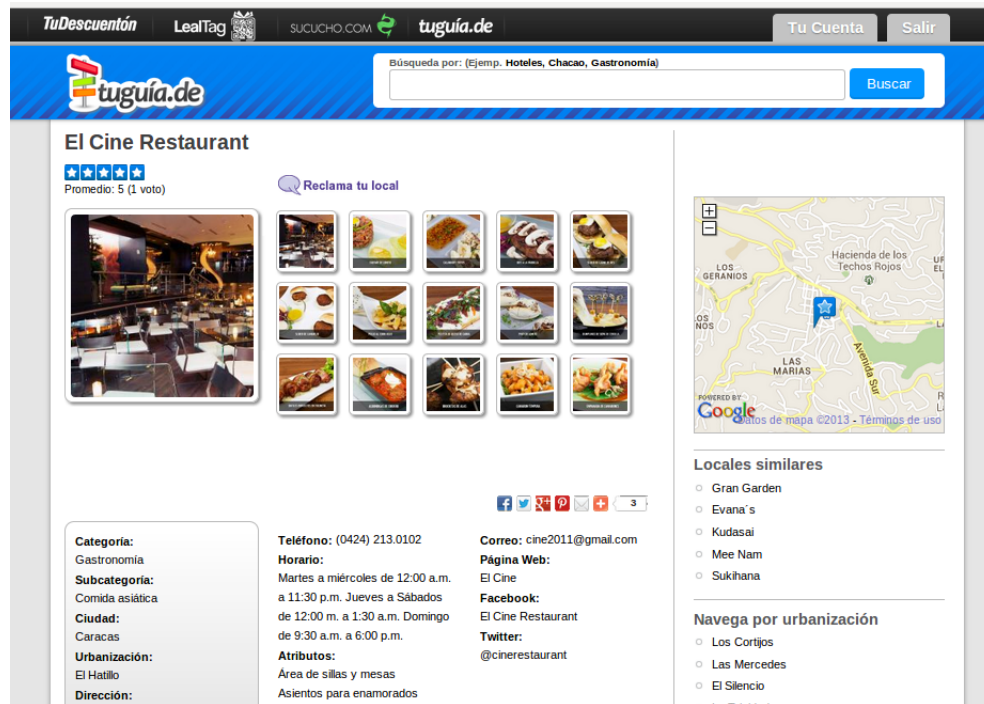 TuDescuentón
LealTag
SUCUCHO.COM
tuguía.de
Tu Cuenta
Salir
tuguía.de
Búsqueda por: (Ejemp. Hoteles, Chacao, Gastronomía)
Buscar
El Cine Restaurant
Promedio: 5 (1 voto)
Reclama tu local
+
−
Hacienda de los
Techos Rojos
LOS
GERANIOS
LAS
MARIAS
Avenida Sur
POWERED BY
Google
Datos de mapa ©2013 - Términos de uso
Locales similares
Gran Garden
Evana´s
Kudasai
Mee Nam
Sukihana
3
Categoría:
Gastronomía
Subcategoría:
Comida asiática
Ciudad:
Caracas
Urbanización:
El Hatillo
Dirección:
Teléfono: (0424) 213.0102
Horario:
Martes a miércoles de 12:00 a.m.
a 11:30 p.m. Jueves a Sábados
de 12:00 m. a 1:30 a.m. Domingo
de 9:30 a.m. a 6:00 p.m.
Atributos:
Área de sillas y mesas
Asientos para enamorados
Correo: cine2011@gmail.com
Página Web:
El Cine
Facebook:
El Cine Restaurant
Twitter:
@cinerestaurant
Navega por urbanización
Los Cortijos
Las Mercedes
El Silencio